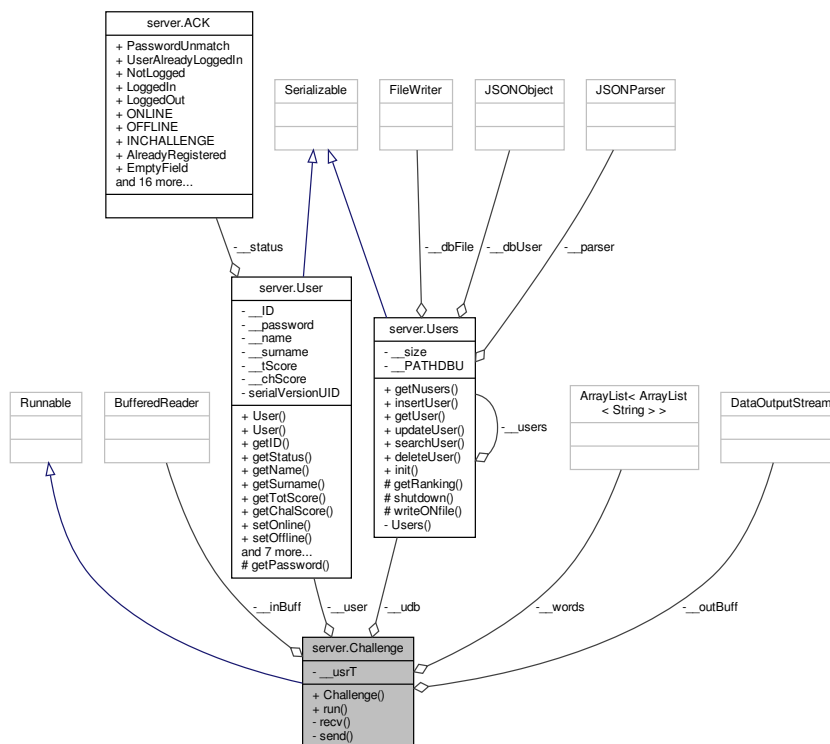 server.ACK
+ PasswordUnmatch
+ UserAlreadyLoggedIn
+ NotLogged
+ LoggedIn
+ LoggedOut
+ ONLINE
+ OFFLINE
+ INCHALLENGE
+ AlreadyRegistered
+ EmptyField
and 16 more...
Serializable
FileWriter
JSONObject
JSONParser
-__status
-__dbFile
-__dbUser
-__parser
server.User
- __ID
- __password
- __name
- __surname
- __tScore
- __chScore
- serialVersionUID
+ User()
+ User()
+ getID()
+ getStatus()
+ getName()
+ getSurname()
+ getTotScore()
+ getChalScore()
+ setOnline()
+ setOffline()
and 7 more...
# getPassword()
server.Users
- __size
- __PATHDBU
+ getNusers()
+ insertUser()
+ getUser()
+ updateUser()
+ searchUser()
+ deleteUser()
+ init()
# getRanking()
# shutdown()
# writeONfile()
- Users()
-__users
Runnable
BufferedReader
ArrayList< ArrayList
< String > >
DataOutputStream
-__inBuff
-__user
-__udb
-__words
-__outBuff
server.Challenge
- __usrT
+ Challenge()
+ run()
- recv()
- send()